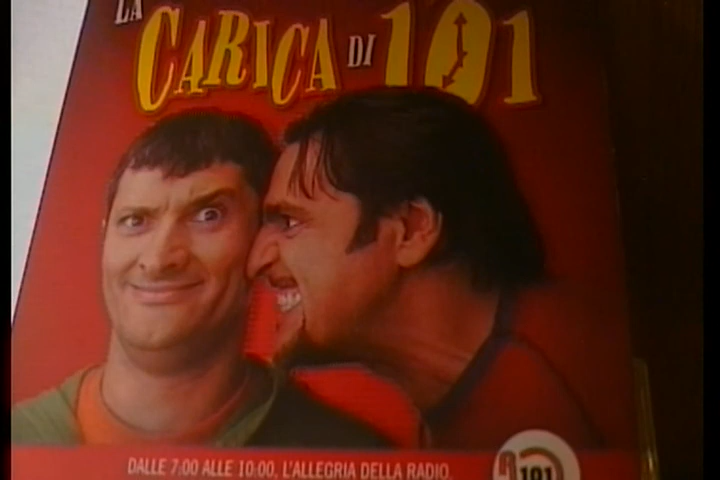 LA
CARICA DI 101
DALLE 7:00 ALLE 10:00, L'ALLEGRIA DELLA RADIO.
R
101